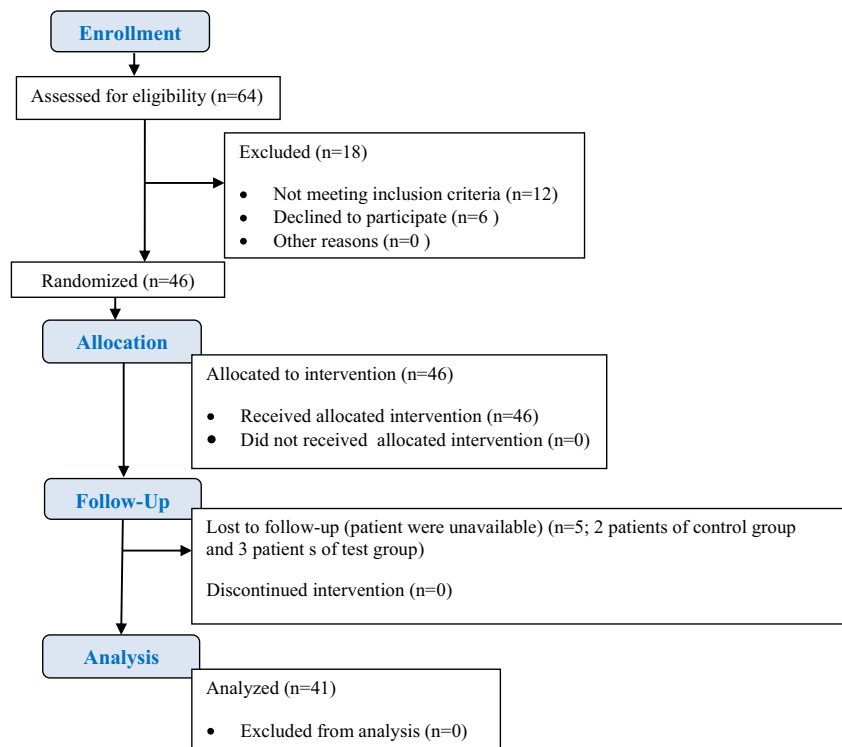 Enrollment
Assessed for eligibility (n=64)
Excluded (n=18)
• Not meeting inclusion criteria (n=12)
• Declined to participate (n=6 )
• Other reasons (n=0 )
Randomized (n=46)
Allocation
Allocated to intervention (n=46)
• Received allocated intervention (n=46)
• Did not received allocated intervention (n=0)
Follow-Up
Lost to follow-up (patient were unavailable) (n=5; 2 patients of control group
and 3 patient s of test group)
Discontinued intervention (n=0)
Analysis
Analyzed (n=41)
• Excluded from analysis (n=0)